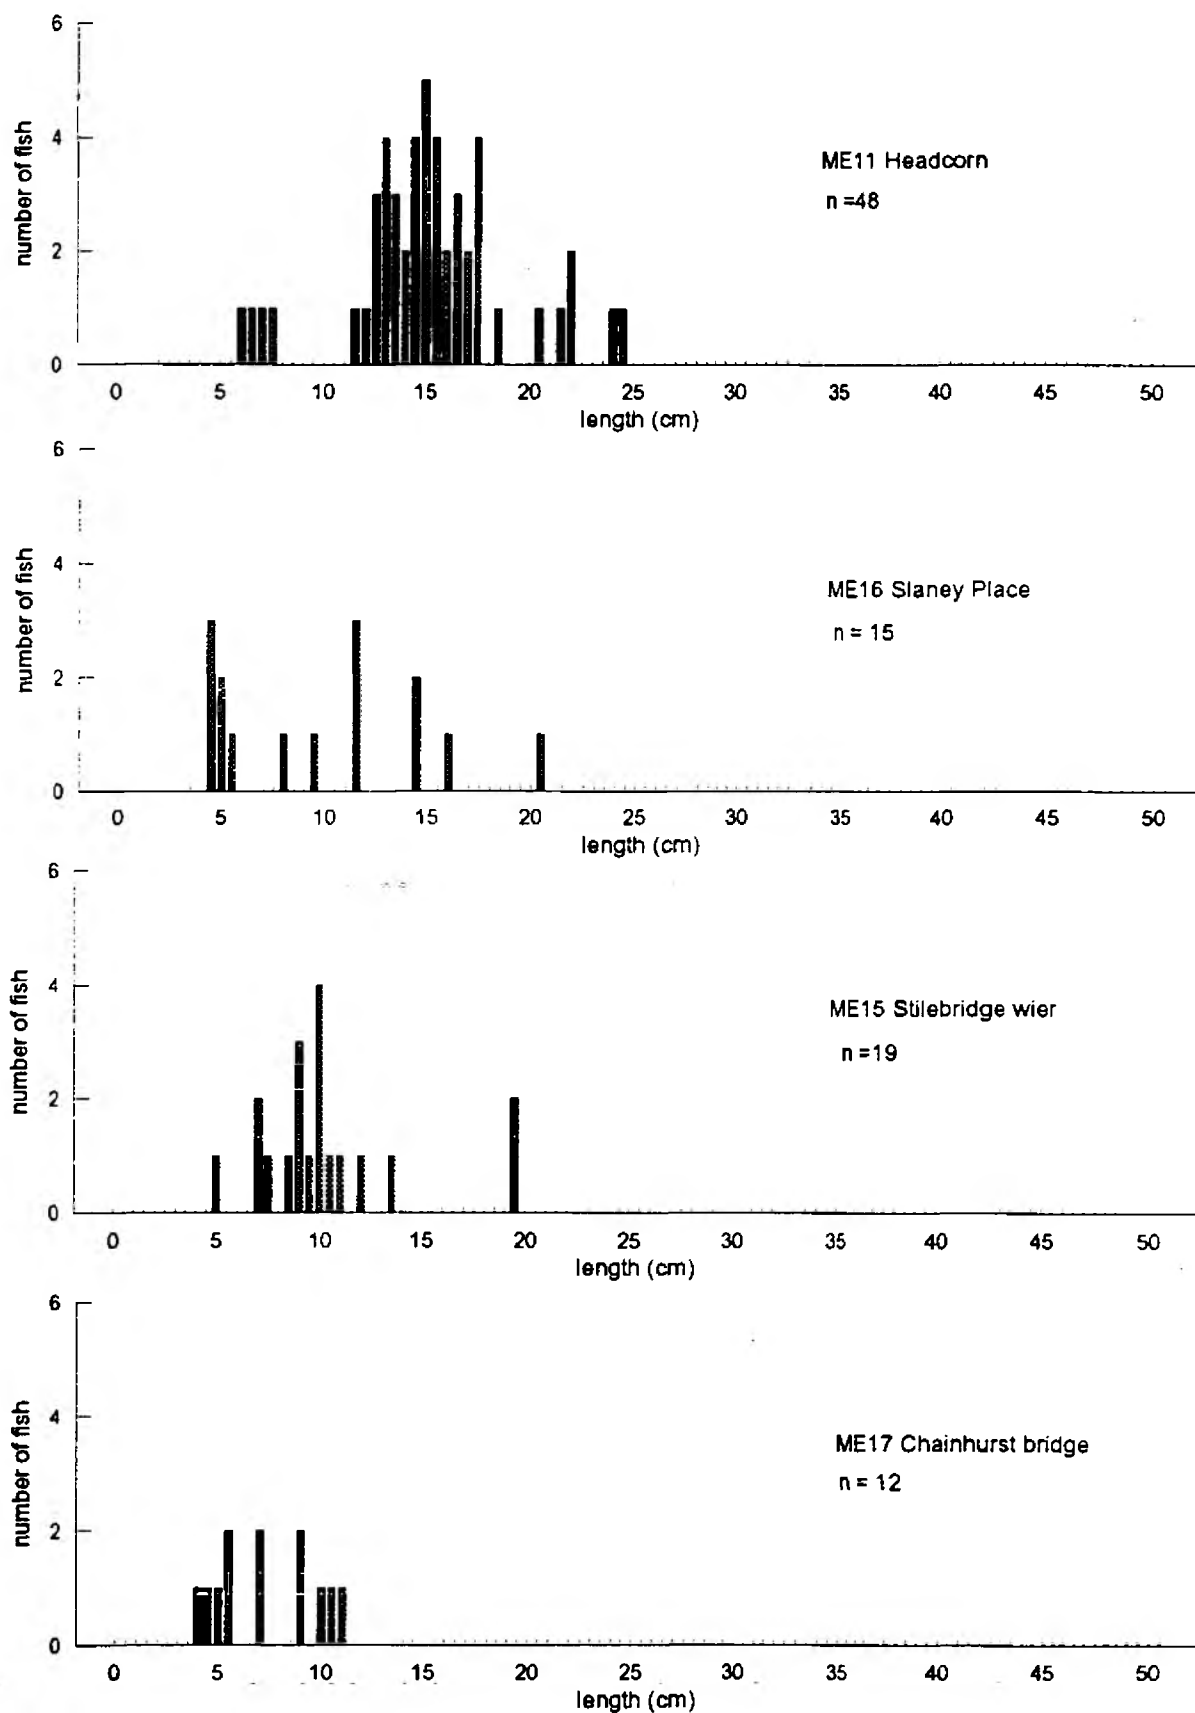 6
4
2
0
number of fish
ME11 Headcorn
n =48
0 5 10 15 20 25 30 35 40 45 50
length (cm)
6
4
2
0
number of fish
ME16 Slaney Place
n = 15
0 5 10 15 20 25 30 35 40 45 50
length (cm)
6
4
2
0
number of fish
ME15 Stilebridge wier
n =19
0 5 10 15 20 25 30 35 40 45 50
length (cm)
6
4
2
0
number of fish
ME17 Chainhurst bridge
n = 12
0 5 10 15 20 25 30 35 40 45 50
length (cm)